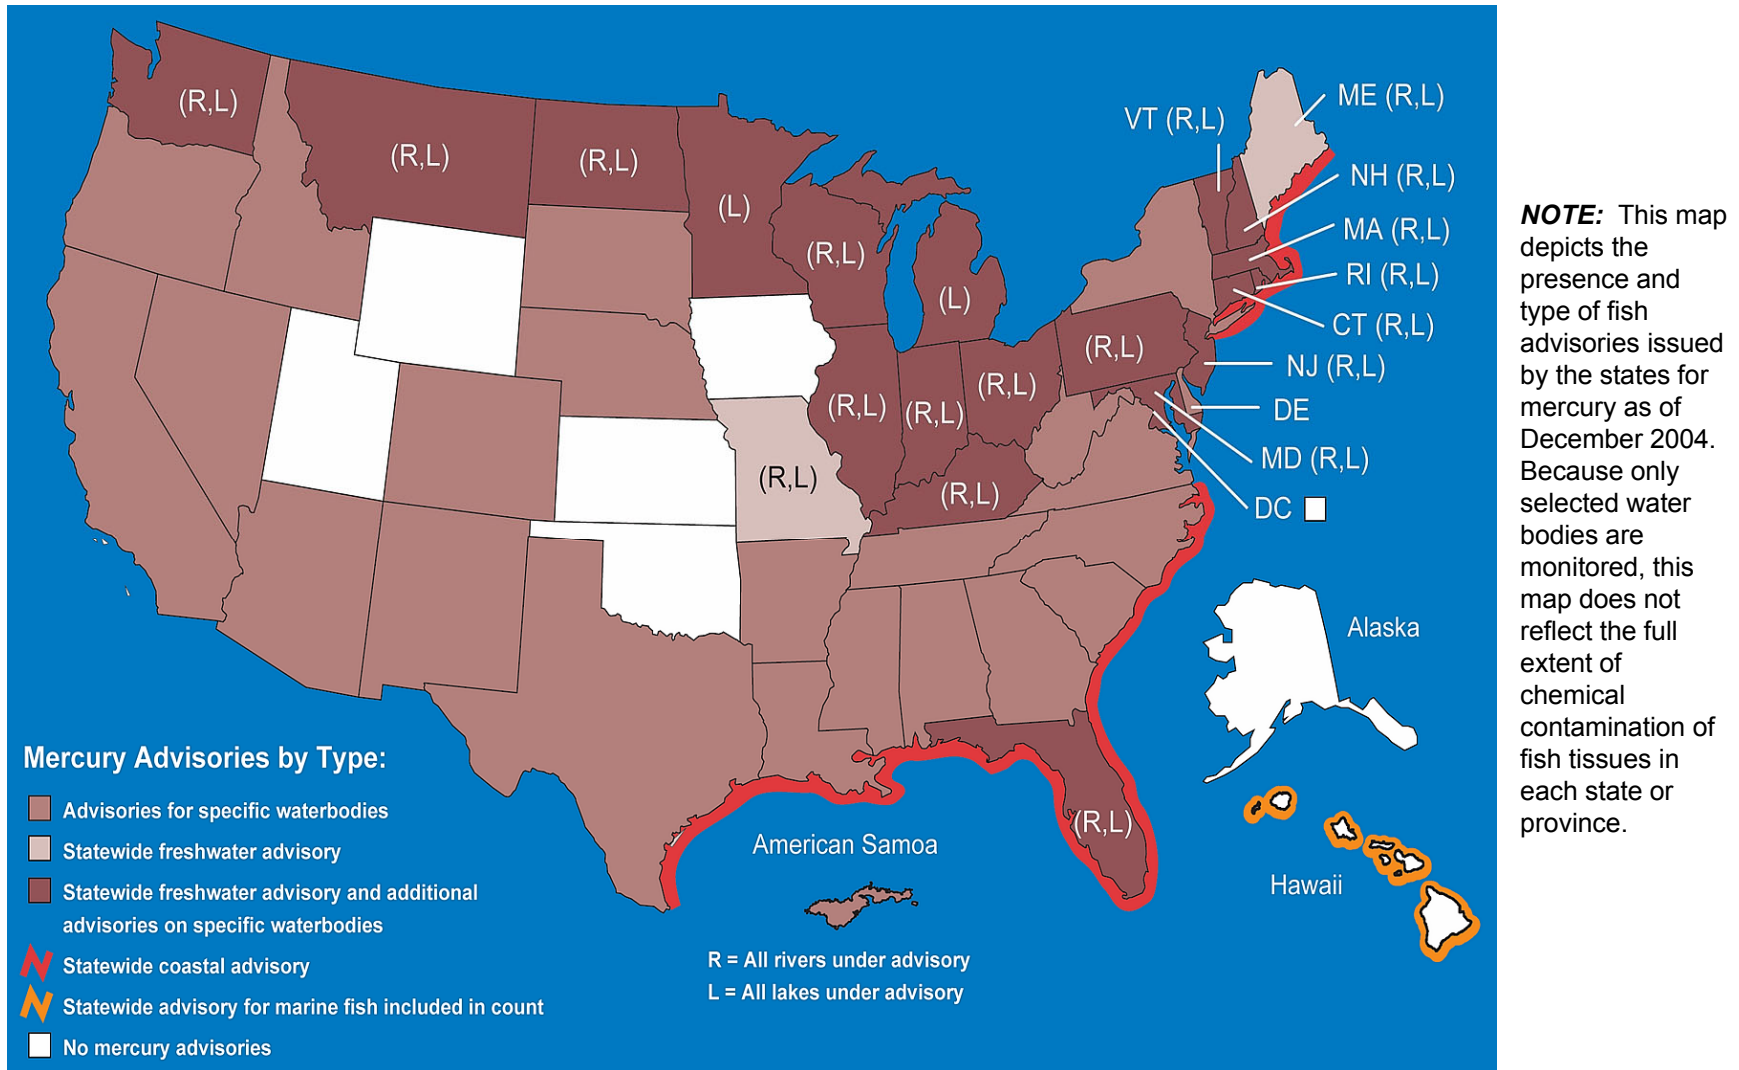 (R,L)
(R,L)
(R,L)
(L)
(R,L)
(L)
(R,L)
(R,L)
(R,L)
(R,L)
(R,L)
(R,L)
(R,L)
VT (R,L)
ME (R,L)
NH (R,L)
MA (R,L)
RI (R,L)
CT (R,L)
NJ (R,L)
DE
MD (R,L)
DC
Alaska
Hawaii
(R,L)
American Samoa
R = All rivers under advisory
L = All lakes under advisory
Mercury Advisories by Type:
Advisories for specific waterbodies
Statewide freshwater advisory
Statewide freshwater advisory and additional
advisories on specific waterbodies
Statewide coastal advisory
Statewide advisory for marine fish included in count
No mercury advisories
NOTE: This map
depicts the
presence and
type of fish
advisories issued
by the states for
mercury as of
December 2004.
Because only
selected water
bodies are
monitored, this
map does not
reflect the full
extent of
chemical
contamination of
fish tissues in
each state or
province.